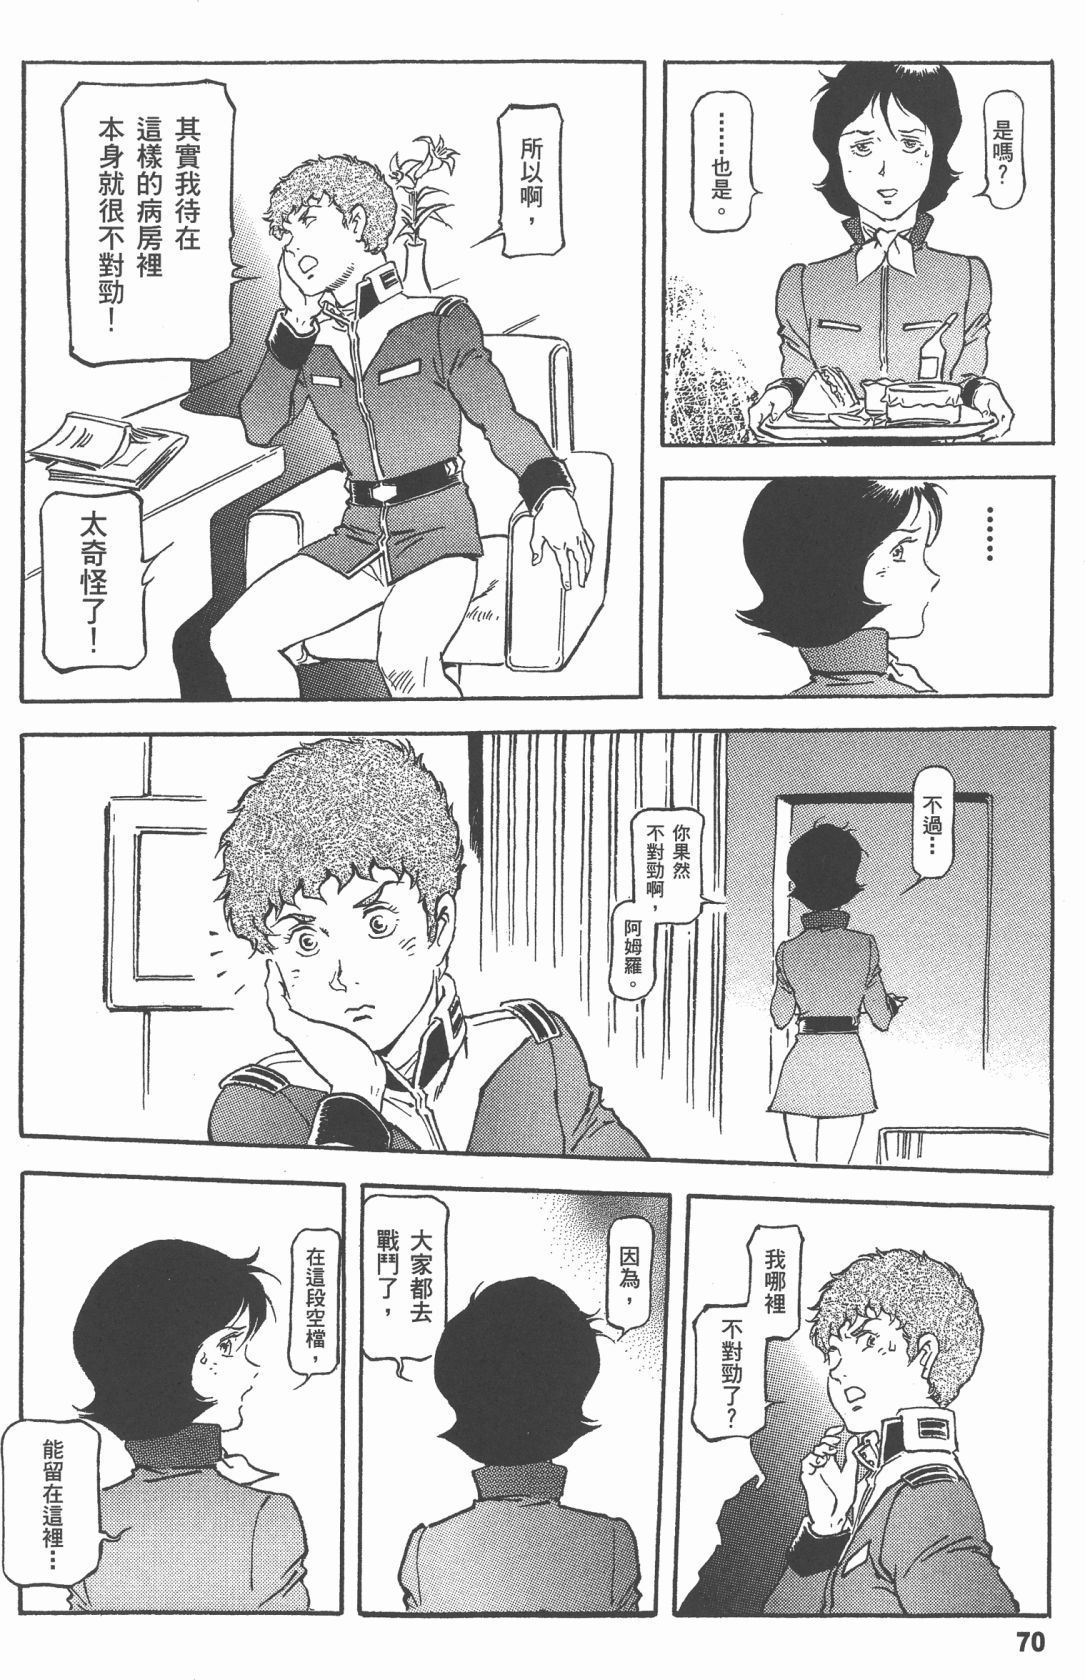 是嗎？
……也是。
所以啊，
其實我待在
這樣的病房裡
本身就很不對勁！
太奇怪了！
……
不過…
你果然
不對勁啊，
阿姆羅。
我哪裡
不對勁了？
因為，
大家都去
戰鬥了，
在這段空檔，
能留在這裡…
70